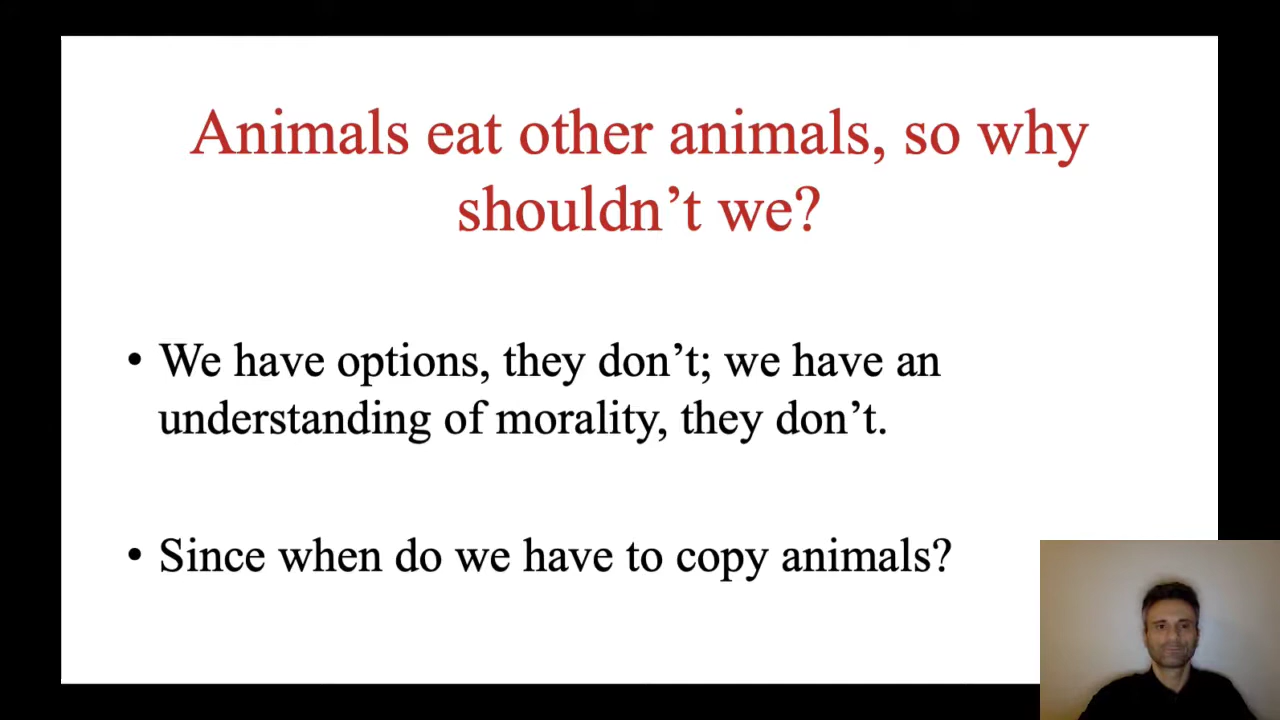 Animals eat other animals, so why
shouldn’t we?
• We have options, they don’t; we have an
understanding of morality, they don’t.
• Since when do we have to copy animals?